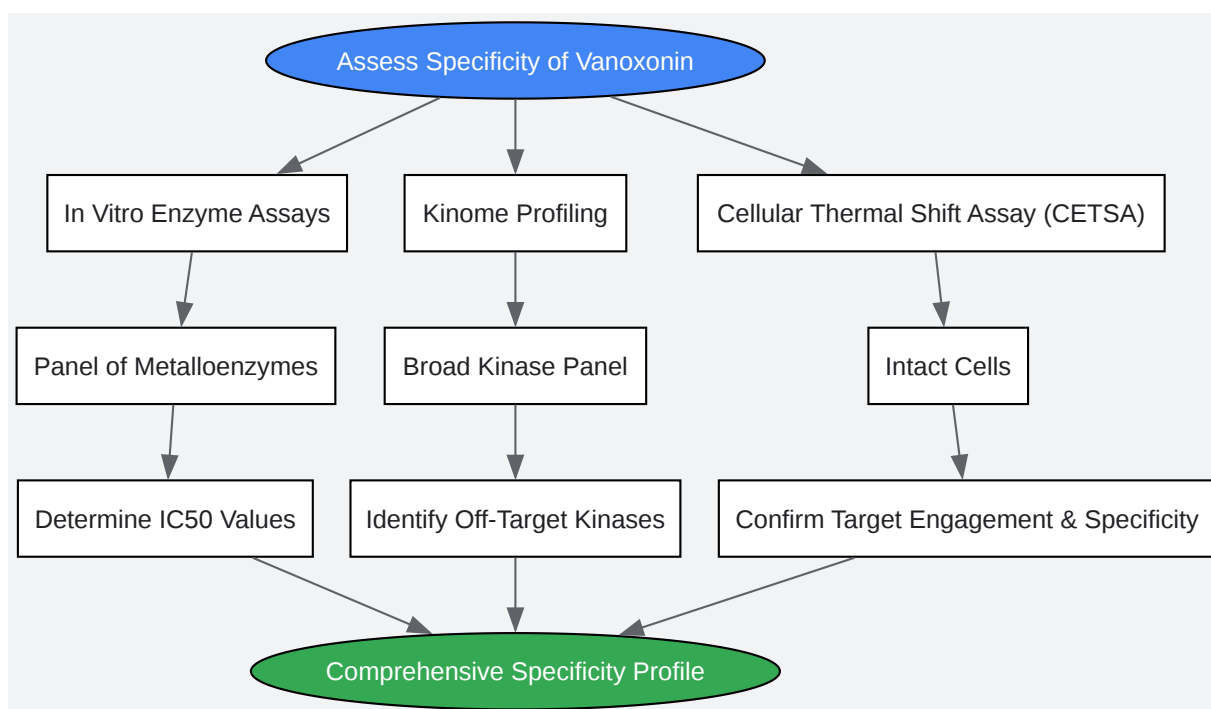 Assess Specificity of Vanoxonin
In Vitro Enzyme Assays
Kinome Profiling
Cellular Thermal Shift Assay (CETSA)
Panel of Metalloenzymes
Broad Kinase Panel
Intact Cells
Determine IC50 Values
Identify Off-Target Kinases
Confirm Target Engagement & Specificity
Comprehensive Specificity Profile